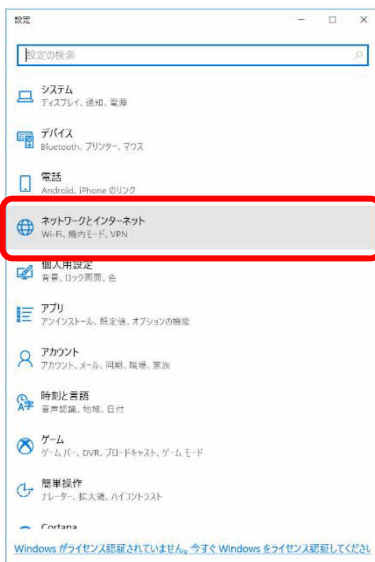 設定
設定の検索
システム
ディスプレイ、通知、電源
デバイス
Bluetooth、プリンター、マウス
電話
Android、iPhone のリンク
ネットワークとインターネット
Wi-Fi、機内モード、VPN
個人用設定
背景、ロック画面、色
アプリ
アンインストール、既定値、オプションの機能
アカウント
アカウント、メール、同期、職場、家族
時刻と言語
音声認識、地域、日付
ゲーム
ゲーム バー、DVR、ブロードキャスト、ゲーム モード
簡単操作
ナレーター、拡大鏡、ハイコントラスト
Cortana
Windows がライセンス認証されていません。今すぐ Windows をライセンス認証してくださ